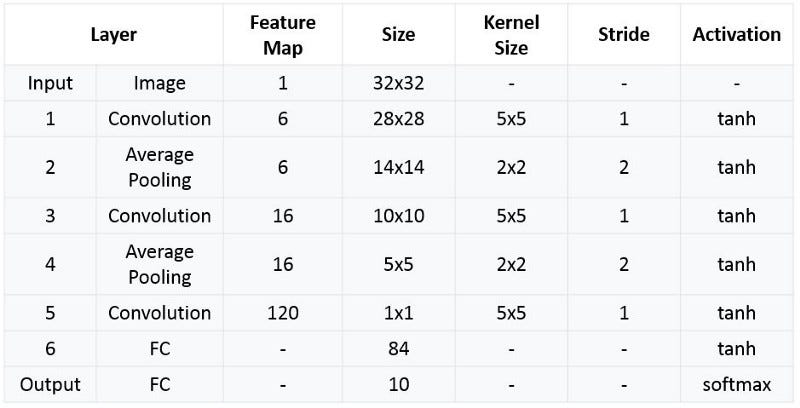 Layer Feature Map Size Kernel Size Stride Activation
Input Image 1 32x32 - - -
1 Convolution 6 28x28 5x5 1 tanh
2 Average Pooling 6 14x14 2x2 2 tanh
3 Convolution 16 10x10 5x5 1 tanh
4 Average Pooling 16 5x5 2x2 2 tanh
5 Convolution 120 1x1 5x5 1 tanh
6 FC - 84 - - tanh
Output FC - 10 - - softmax